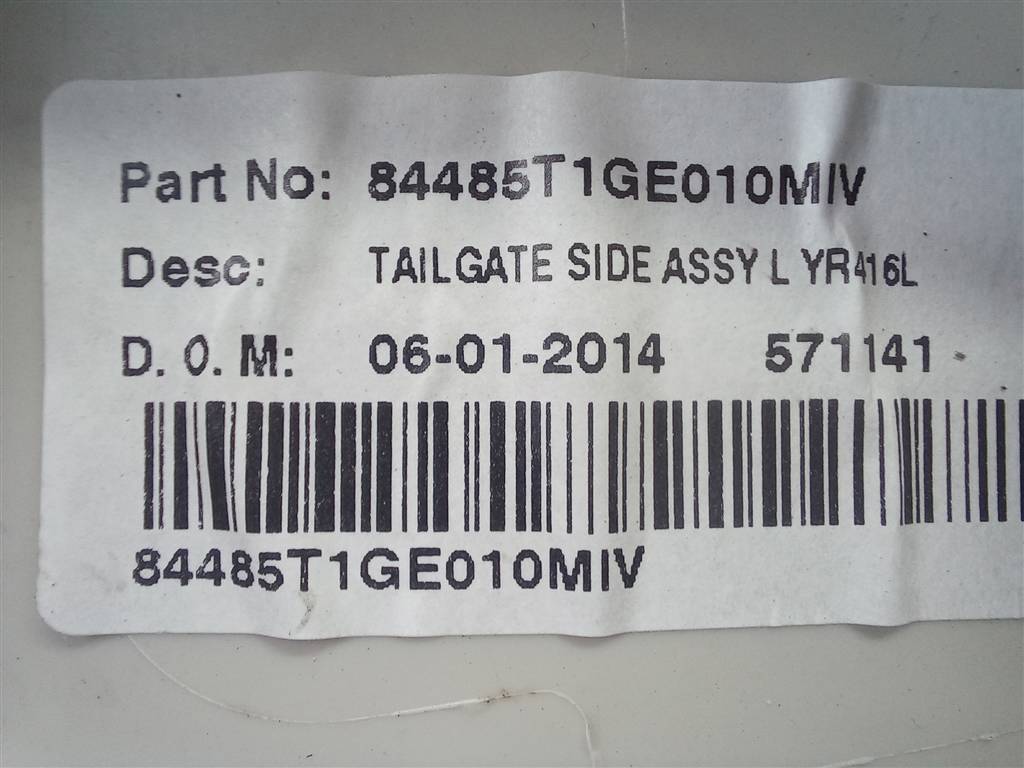 Part No: 84485T1GE010MIV
Desc: TAILGATE SIDE ASSY L YR416L
D. O. M: 06-01-2014 571141
84485T1GE010MIV